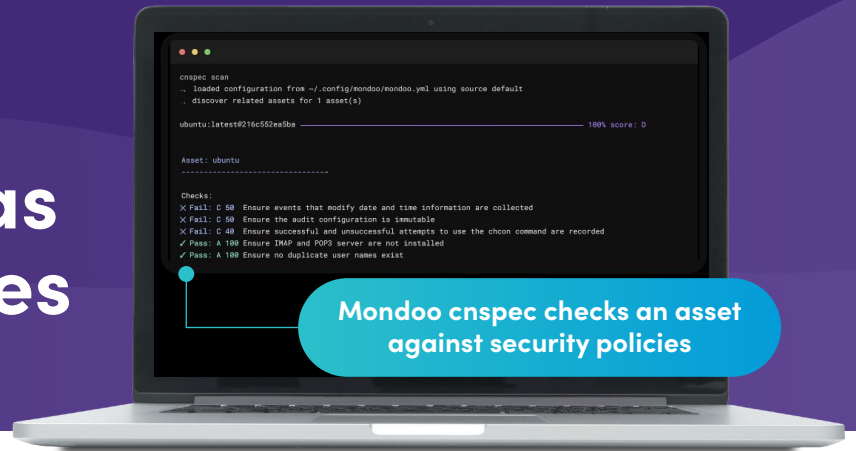 as
es
cnspec scan
→ loaded configuration from ~/.config/mondoo/mondoo.yml using source default
→ discover related assets for 1 asset(s)
ubuntu:latest@216c552ea5ba 100% score: D
Asset: ubuntu
--------------------------------
Checks:
✕ Fail: C 50 Ensure events that modify date and time information are collected
✕ Fail: C 50 Ensure the audit configuration is immutable
✕ Fail: C 40 Ensure successful and unsuccessful attempts to use the chcon command are recorded
✓ Pass: A 100 Ensure IMAP and POP3 server are not installed
✓ Pass: A 100 Ensure no duplicate user names exist
Mondoo cnspec checks an asset
against security policies